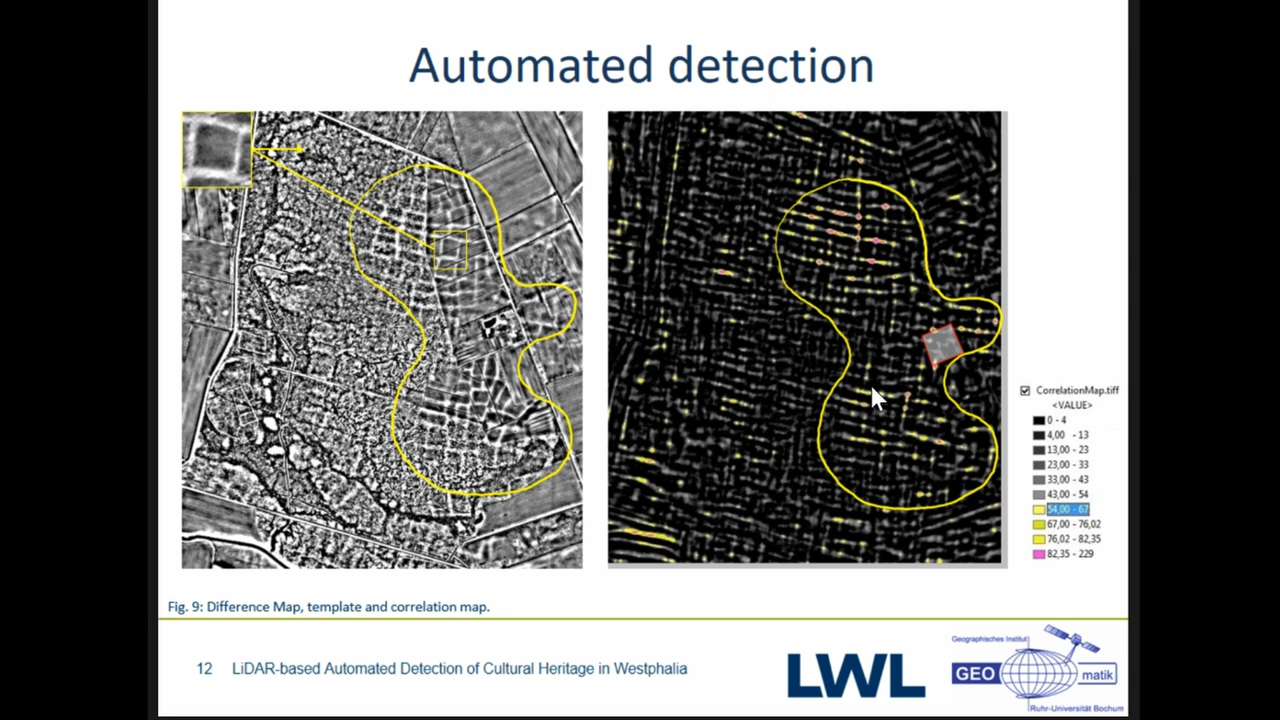 Automated detection
CorrelationMap.tiff
<VALUE>
0 - 4
4,00 - 13
13,00 - 23
23,00 - 33
33,00 - 43
43,00 - 54
54,00 - 67
67,00 - 76,02
76,02 - 82,35
82,35 - 229
Fig. 9: Difference Map, template and correlation map.
12 LiDAR-based Automated Detection of Cultural Heritage in Westphalia
LWL
Geographisches Institut
GEO matik
Ruhr-Universität Bochum